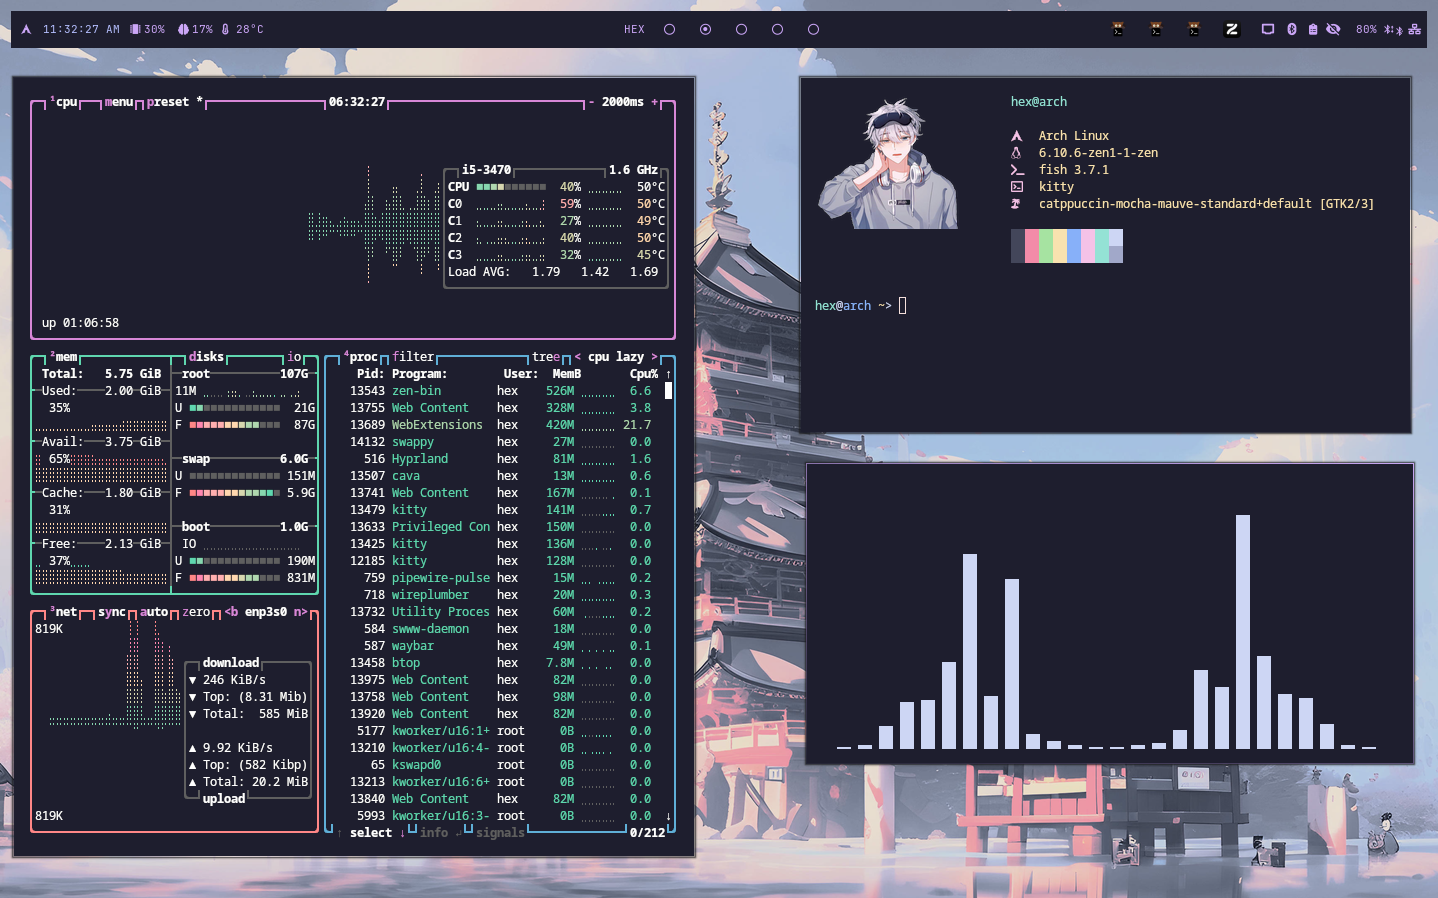 11:32:27 AM 30% 17% 28°C HEX 80%
¹cpu menu preset * 06:32:27 - 2000ms +
i5-3470 1.6 GHz
CPU 40% 50°C
C0 59% 50°C
C1 27% 49°C
C2 40% 50°C
C3 32% 45°C
Load AVG: 1.79 1.42 1.69
up 01:06:58
²mem disks io
Total: 5.75 GiB
Used: 2.00 GiB
35%
Avail: 3.75 GiB
65%
Cache: 1.80 GiB
31%
Free: 2.13 GiB
37%
root 107G
11M
U 21G
F 87G
swap 6.0G
U 151M
F 5.9G
boot 1.0G
IO
U 190M
F 831M
³net sync auto zero <b enp3s0 n>
819K
download
▼ 246 KiB/s
▼ Top: (8.31 Mib)
▼ Total: 585 MiB
▲ 9.92 KiB/s
▲ Top: (582 Kibp)
▲ Total: 20.2 MiB
upload
819K
⁴proc filter tree < cpu lazy >
Pid: Program: User: MemB Cpu% ↑
13543 zen-bin hex 526M 6.6
13755 Web Content hex 328M 3.8
13689 WebExtensions hex 420M 21.7
14132 swappy hex 27M 0.0
516 Hyprland hex 81M 1.6
13507 cava hex 13M 0.6
13741 Web Content hex 167M 0.1
13479 kitty hex 141M 0.7
13633 Privileged Con hex 150M 0.0
13425 kitty hex 136M 0.0
12185 kitty hex 128M 0.0
759 pipewire-pulse hex 15M 0.2
718 wireplumber hex 20M 0.3
13732 Utility Proces hex 60M 0.2
584 swww-daemon hex 18M 0.0
587 waybar hex 49M 0.1
13458 btop hex 7.8M 0.0
13975 Web Content hex 82M 0.0
13758 Web Content hex 98M 0.0
13920 Web Content hex 82M 0.0
5177 kworker/u16:1+ root 0B 0.0
13210 kworker/u16:4- root 0B 0.0
65 kswapd0 root 0B 0.0
13213 kworker/u16:6+ root 0B 0.0
13840 Web Content hex 82M 0.0
5993 kworker/u16:3- root 0B 0.0 ↓
↑ select ↓ info ↲ signals 0/212
hex@arch
Arch Linux
6.10.6-zen1-1-zen
fish 3.7.1
kitty
catppuccin-mocha-mauve-standard+default [GTK2/3]
hex@arch ~>